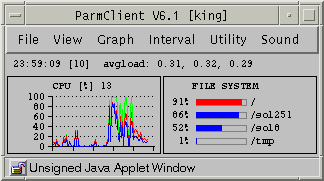 ParmClient V6.1 [king]
File View Graph Interval Utility Sound
23:59:09 [10] avgload: 0.31, 0.32, 0.29
CPU [%] 13
100
80
60
40
20
0
FILE SYSTEM
91% /
86% /sol251
52% /sol8
1% /tmp
Unsigned Java Applet Window